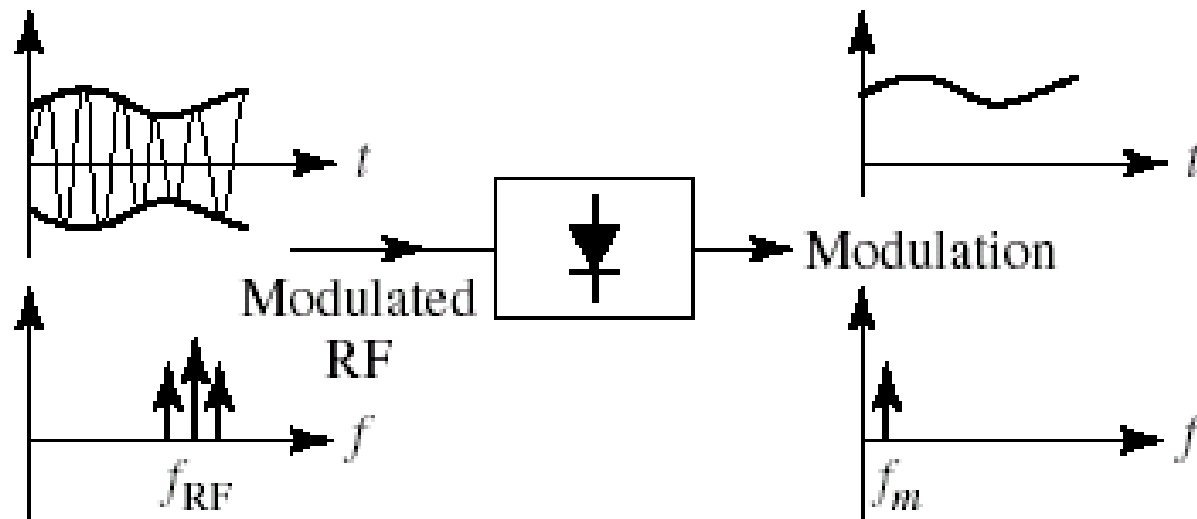 t
t
Modulated
RF
Modulation
f
f
f_RF
f_m